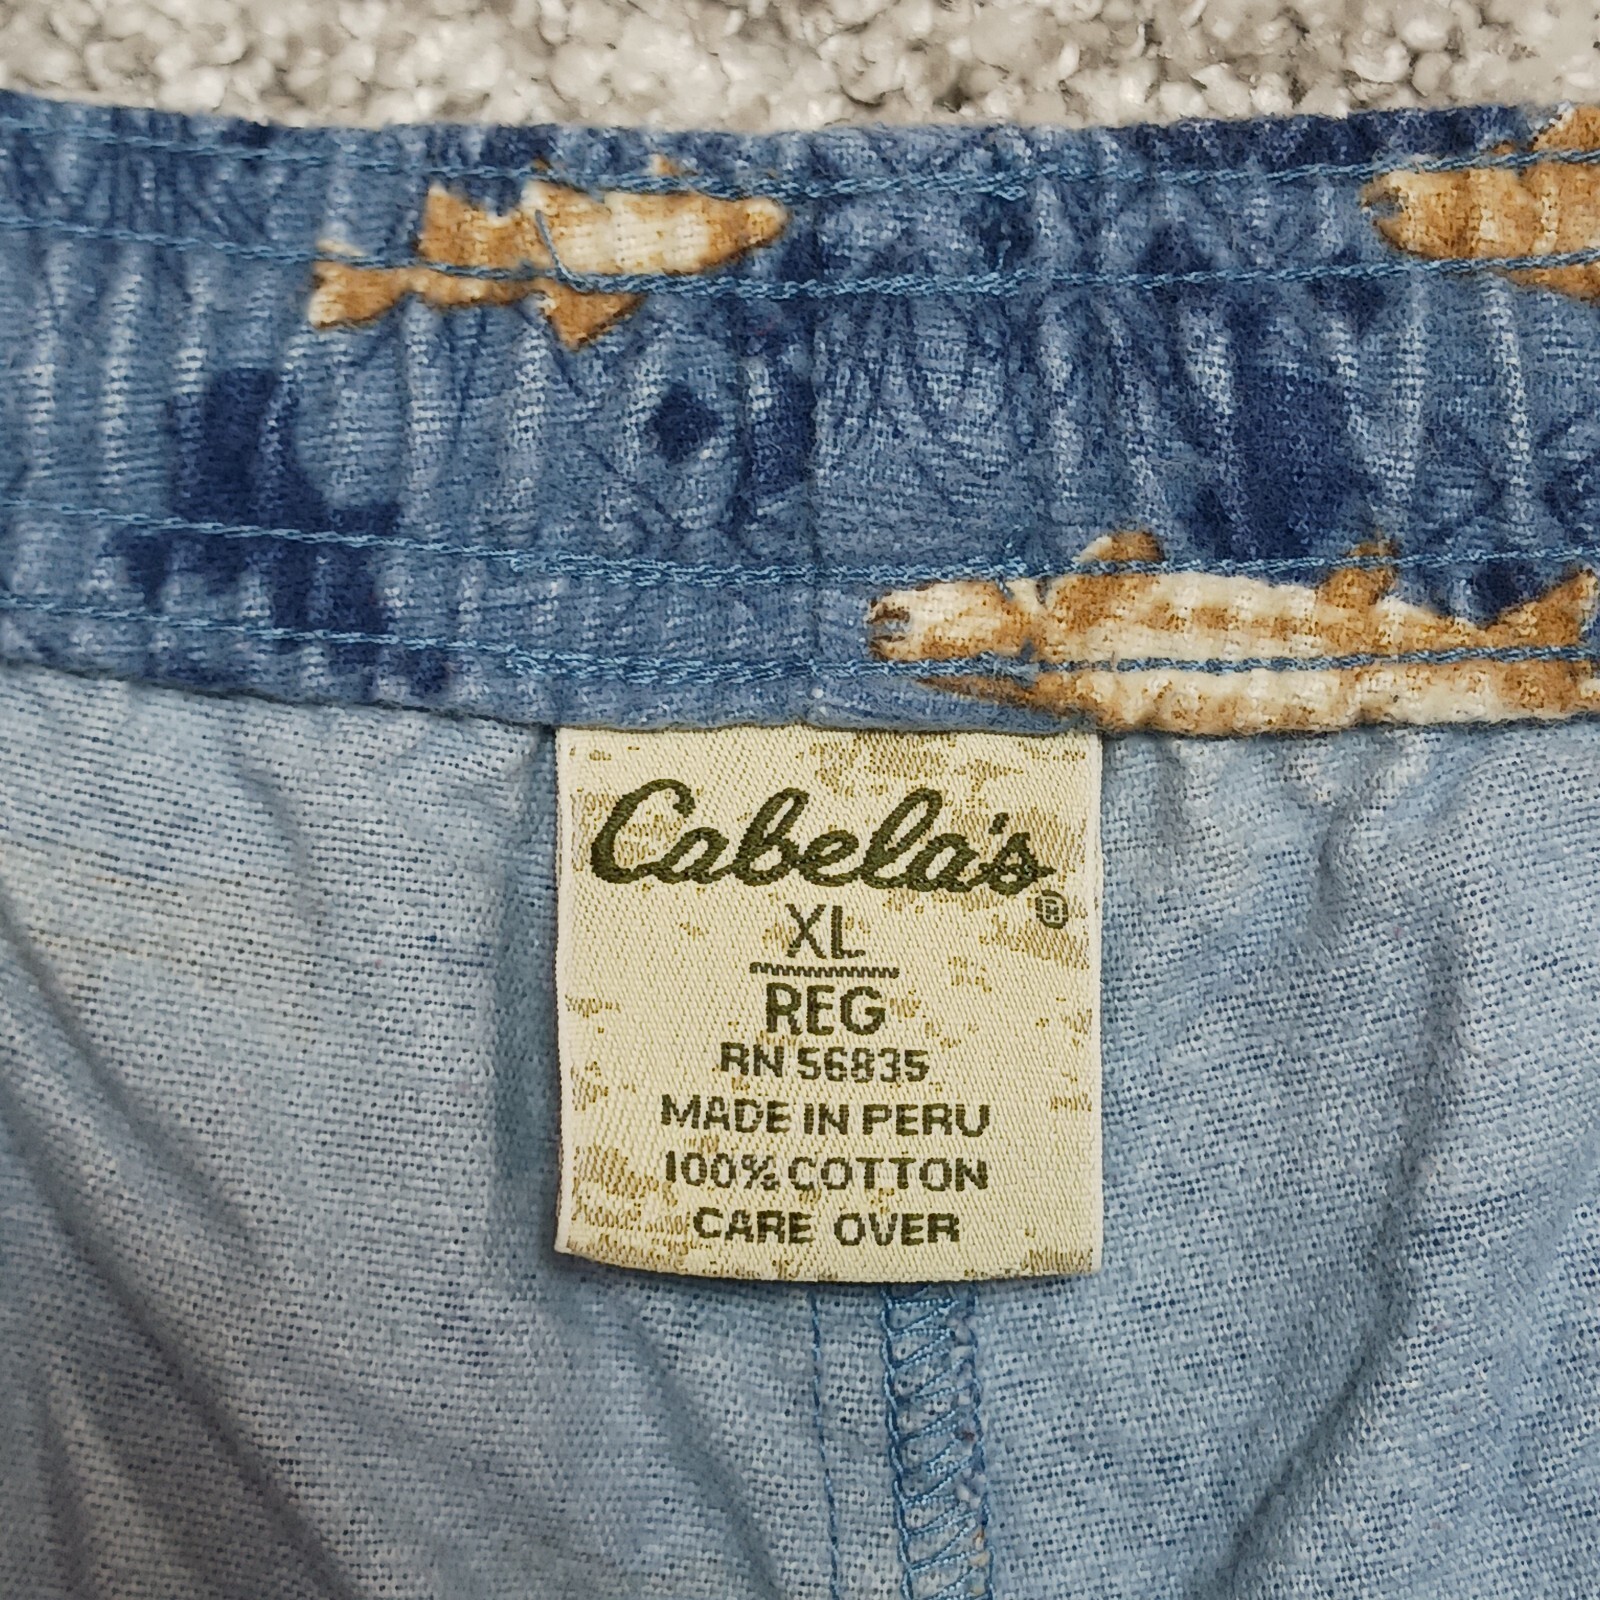 Cabela's®
XL
REG
RN 56835
MADE IN PERU
100% COTTON
CARE OVER